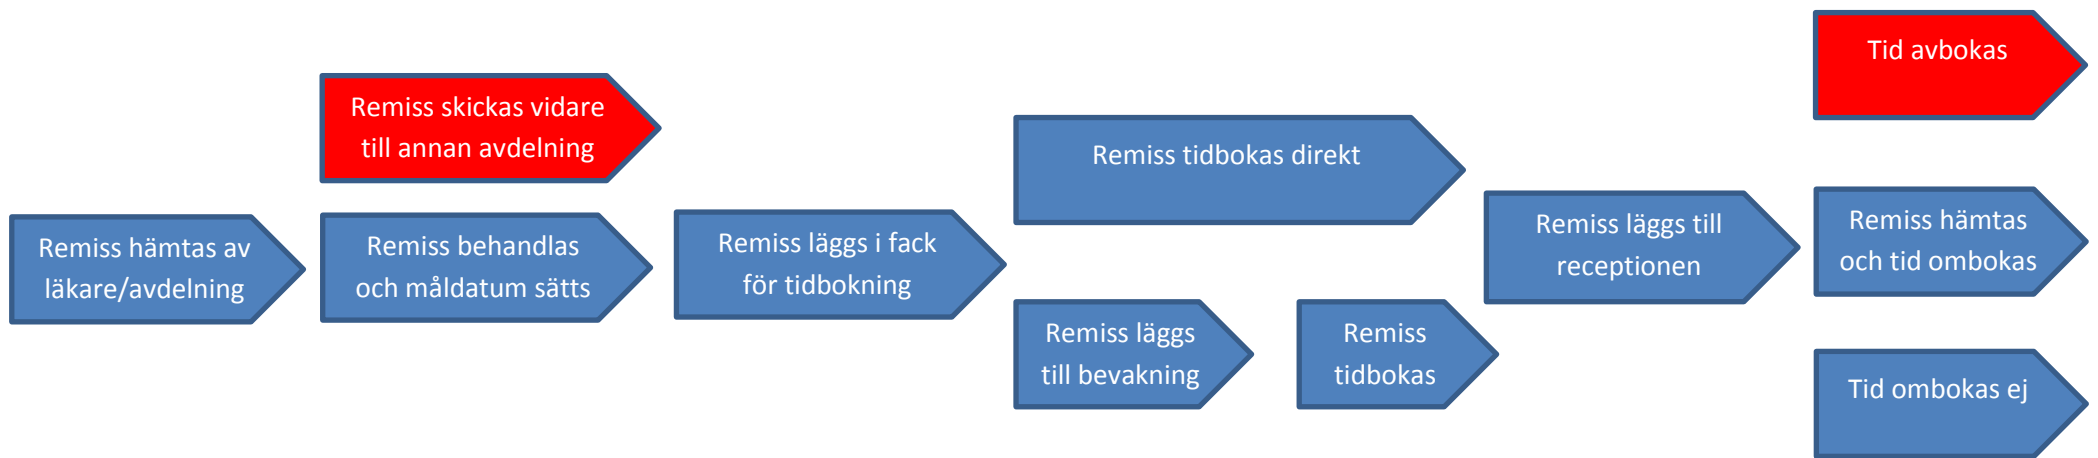 Remiss hämtas av
läkare/avdelning
Remiss skickas vidare
till annan avdelning
Remiss behandlas
och måldatum sätts
Remiss läggs i fack
för tidbokning
Remiss tidbokas direkt
Remiss läggs
till bevakning
Remiss
tidbokas
Remiss läggs till
receptionen
Tid avbokas
Remiss hämtas
och tid ombokas
Tid ombokas ej